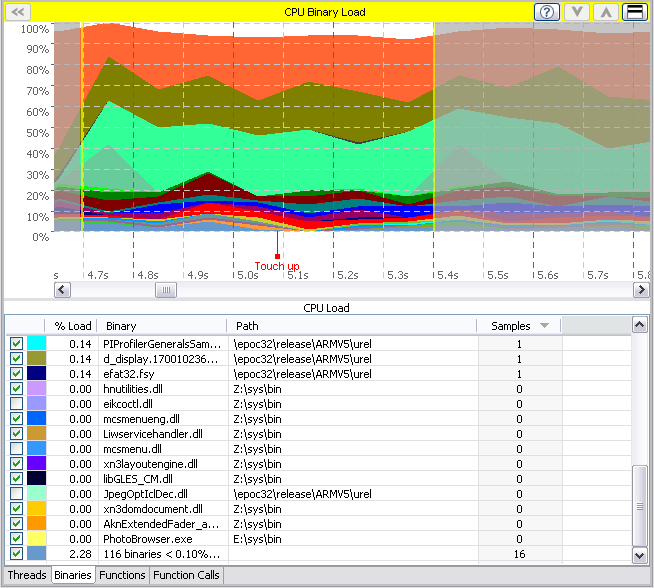 CPU Binary Load
100%
90%
80%
70%
60%
50%
40%
30%
20%
10%
0%
Touch up
s 4.7s 4.8s 4.9s 5.0s 5.1s 5.2s 5.3s 5.4s 5.5s 5.6s 5.7s 5.8
CPU Load
% Load Binary Path Samples
0.14 PIProfilerGeneralsSam... \epoc32\release\ARMV5\urel 1
0.14 d_display.170010236... \epoc32\release\ARMV5\urel 1
0.14 efat32.fsy \epoc32\release\ARMV5\urel 1
0.00 hnutilities.dll Z:\sys\bin 0
0.00 eikcoctl.dll Z:\sys\bin 0
0.00 mcsmenueng.dll Z:\sys\bin 0
0.00 Liwservicehandler.dll Z:\sys\bin 0
0.00 mcsmenu.dll Z:\sys\bin 0
0.00 xn3layoutengine.dll Z:\sys\bin 0
0.00 libGLES_CM.dll Z:\sys\bin 0
0.00 JpegOptIclDec.dll \epoc32\release\ARMV5\urel 0
0.00 xn3domdocument.dll Z:\sys\bin 0
0.00 AknExtendedFader_a... Z:\sys\bin 0
0.00 PhotoBrowser.exe E:\sys\bin 0
2.28 116 binaries < 0.10%... 16
Threads Binaries Functions Function Calls